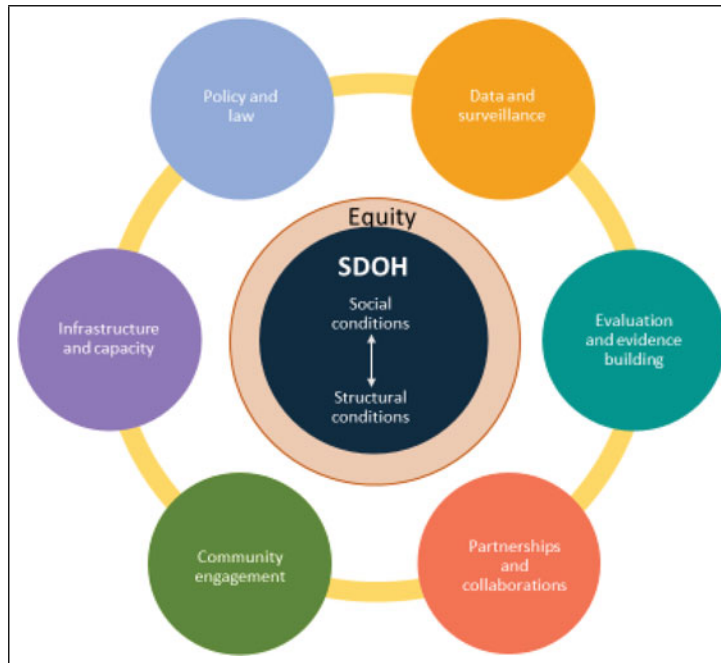 Policy and
law
Data and
surveillance
Equity
SDOH
Social
conditions
Structural
conditions
Infrastructure
and capacity
Evaluation
and evidence
building
Community
engagement
Partnerships
and
collaborations